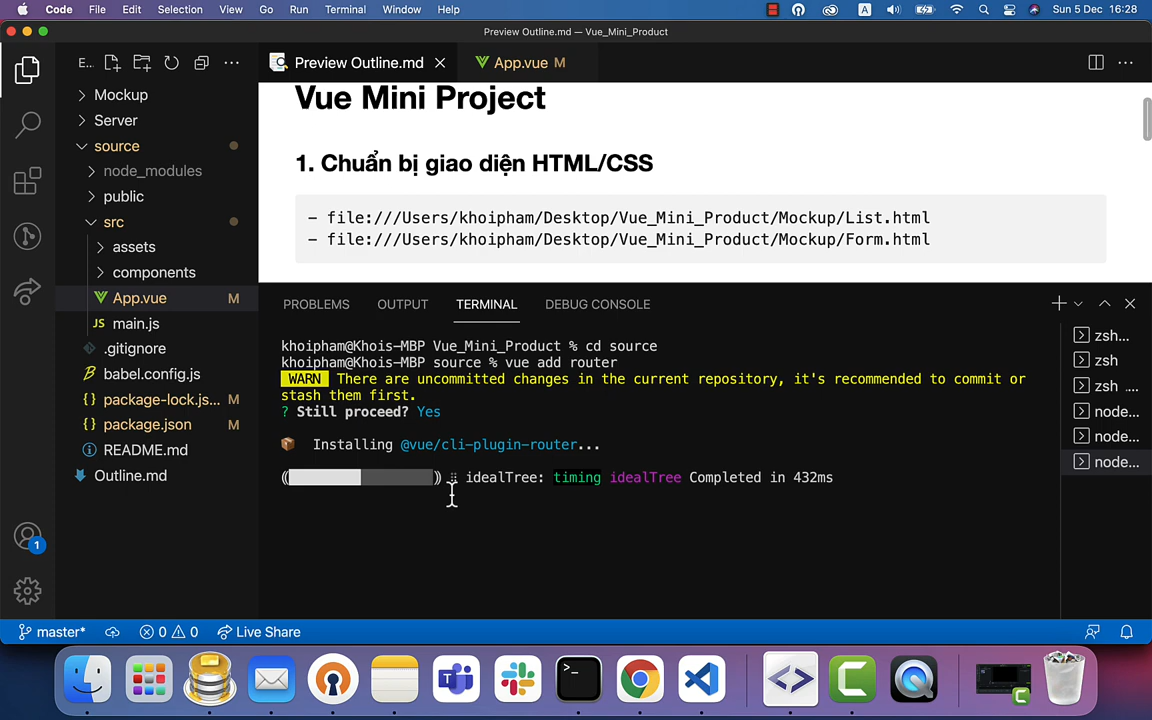 Code File Edit Selection View Go Run Terminal Window Help A Sun 5 Dec 16:28
Preview Outline.md — Vue_Mini_Product
E... Preview Outline.md App.vue M
Mockup
Server
source
node_modules
public
src
assets
components
App.vue M
main.js
.gitignore
babel.config.js
package-lock.js... M
package.json M
README.md
Outline.md
Vue Mini Project
1. Chuẩn bị giao diện HTML/CSS
- file:///Users/khoipham/Desktop/Vue_Mini_Product/Mockup/List.html
- file:///Users/khoipham/Desktop/Vue_Mini_Product/Mockup/Form.html
PROBLEMS OUTPUT TERMINAL DEBUG CONSOLE
khoipham@Khois-MBP Vue_Mini_Product % cd source
khoipham@Khois-MBP source % vue add router
WARN There are uncommitted changes in the current repository, it's recommended to commit or
stash them first.
? Still proceed? Yes
Installing @vue/cli-plugin-router...
(( )) ⠿ idealTree: timing idealTree Completed in 432ms
zsh...
zsh
zsh ...
node...
node...
node...
1
master* 0 0 Live Share